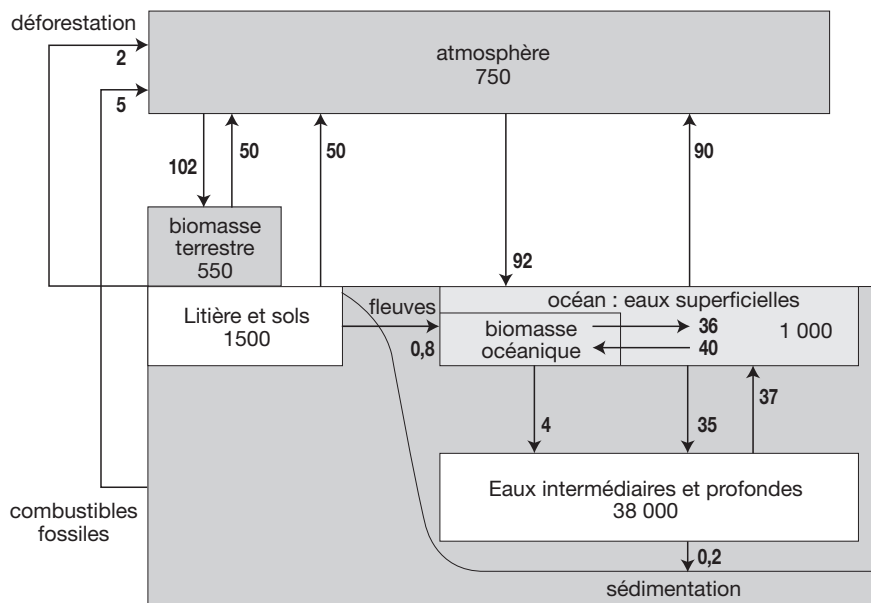 déforestation
2
atmosphère
750
5
102
50
50
90
biomasse
terrestre
550
92
Litière et sols
1500
fleuves
0,8
océan : eaux superficielles
1 000
biomasse
océanique
36
40
4
35
37
Eaux intermédiaires et profondes
38 000
combustibles
fossiles
0,2
sédimentation